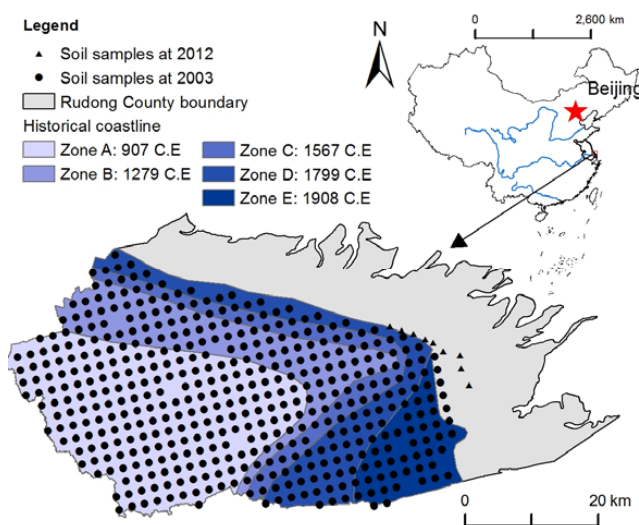 Legend
Soil samples at 2012
Soil samples at 2003
Rudong County boundary
Historical coastline
Zone A: 907 C.E
Zone B: 1279 C.E
Zone C: 1567 C.E
Zone D: 1799 C.E
Zone E: 1908 C.E
N
0 2,600 km
Beijing
0 20 km